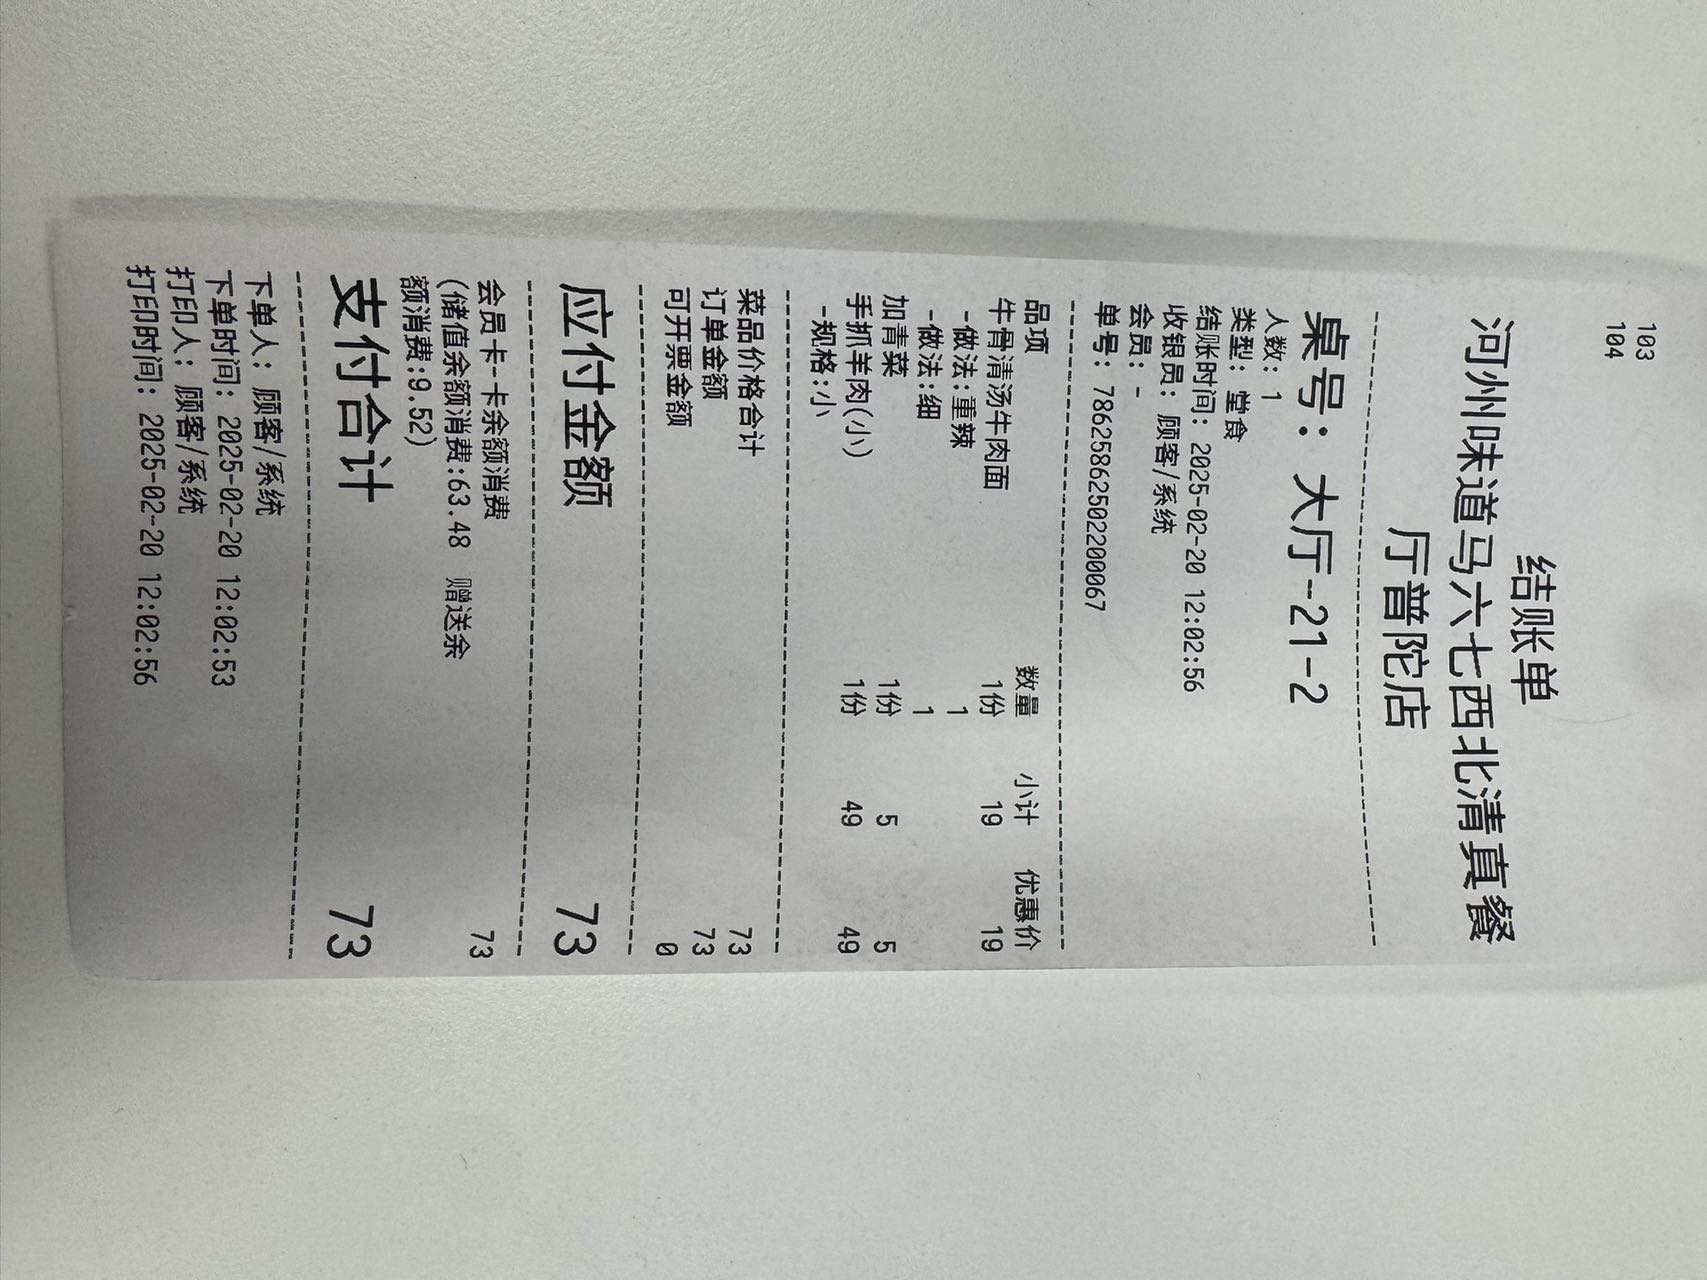 103
104
结账单
河州味道马六七西北清真餐
厅普陀店
桌号：大厅-21-2
人数：1
类型：堂食
结账时间：2025-02-20 12:02:56
收银员：顾客/系统
会员：-
单号：786258625022000​67
品项 数量 小计 优惠价
牛骨清汤牛肉面 1份 19 19
-做法:重辣 1
-做法:细 1
加青菜 1份 5 5
手抓羊肉(小) 1份 49 49
-规格:小
菜品价格合计 73
订单金额 73
可开票金额 0
应付金额 73
会员卡-卡余额消费 73
(储值余额消费:63.48 赠送余
额消费:9.52)
支付合计 73
下单人：顾客/系统
下单时间：2025-02-20 12:02:53
打印人：顾客/系统
打印时间：2025-02-20 12:02:56